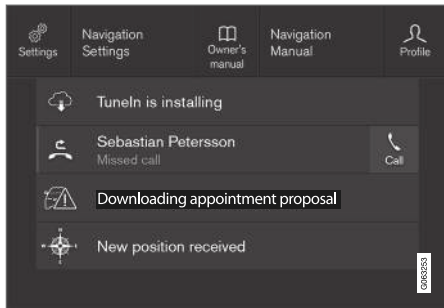 Settings
Navigation
Settings
Owner's
manual
Navigation
Manual
Profile
TuneIn is installing
Sebastian Petersson
Missed call
Call
Downloading appointment proposal
New position received
G063253